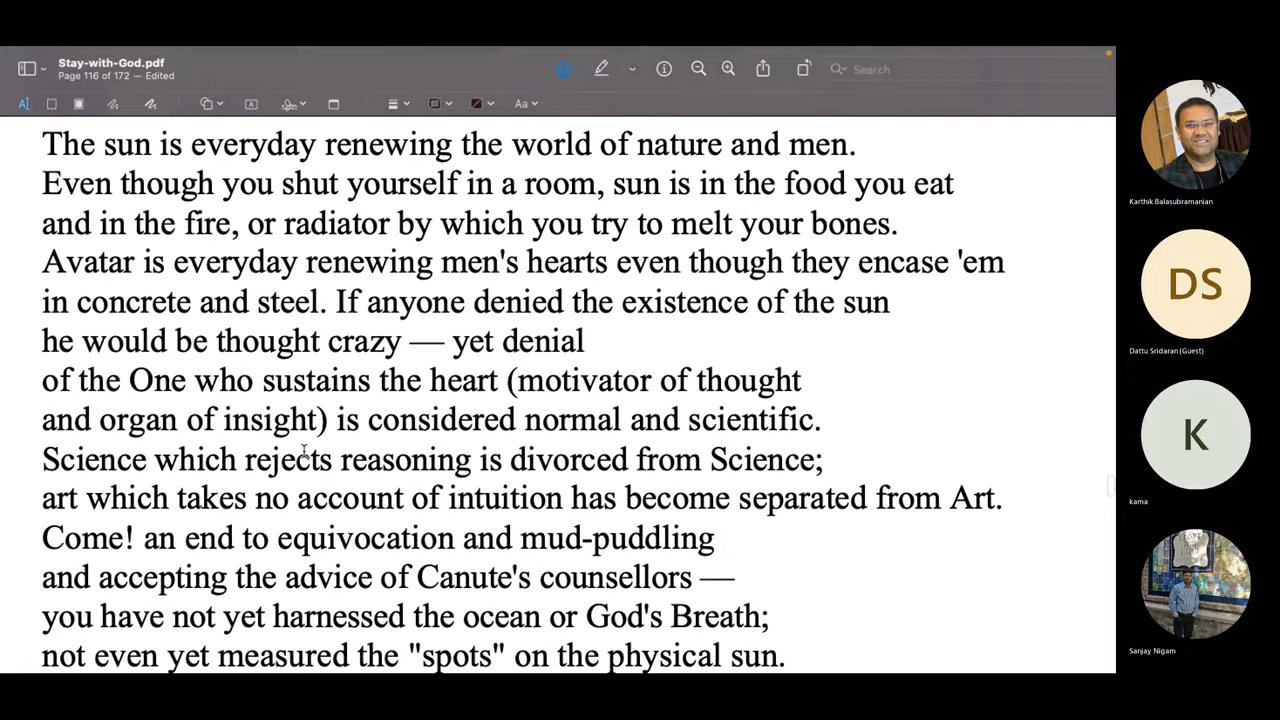 Stay-with-God.pdf
Page 116 of 172 — Edited
Search
The sun is everyday renewing the world of nature and men.
Even though you shut yourself in a room, sun is in the food you eat
and in the fire, or radiator by which you try to melt your bones.
Avatar is everyday renewing men's hearts even though they encase 'em
in concrete and steel. If anyone denied the existence of the sun
he would be thought crazy — yet denial
of the One who sustains the heart (motivator of thought
and organ of insight) is considered normal and scientific.
Science which rejects reasoning is divorced from Science;
art which takes no account of intuition has become separated from Art.
Come! an end to equivocation and mud-puddling
and accepting the advice of Canute's counsellors —
you have not yet harnessed the ocean or God's Breath;
not even yet measured the "spots" on the physical sun.
Karthik Balasubramanian
DS
Dattu Sridaran (Guest)
K
kama
Sanjay Nigam